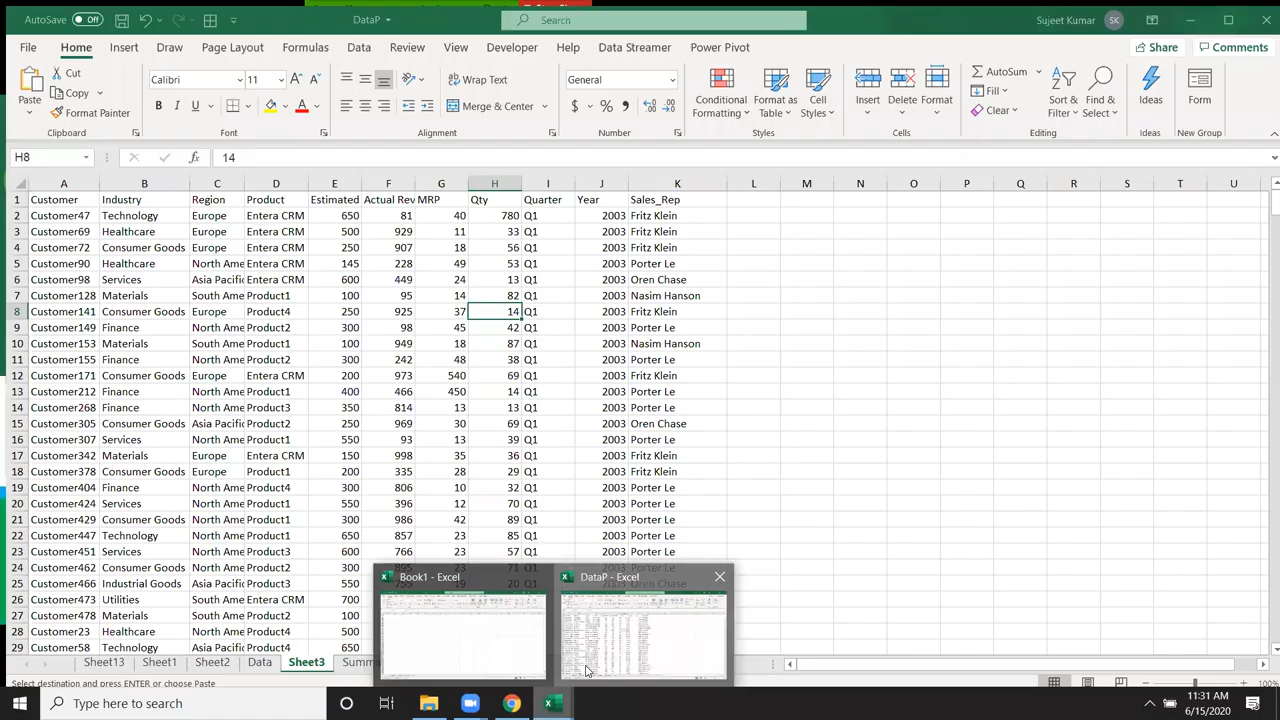 AutoSave Off DataP Search Sujeet Kumar SK
File Home Insert Draw Page Layout Formulas Data Review View Developer Help Data Streamer Power Pivot Share Comments
Paste Cut Copy Format Painter Clipboard
Calibri 11 B I U Font
Wrap Text Merge & Center Alignment
General $ % Number
Conditional Formatting Format as Table Cell Styles Styles
Insert Delete Format Cells
AutoSum Fill Clear Sort & Filter Find & Select Editing
Ideas Ideas
Form New Group
H8 fx 14
A B C D E F G H I J K L M N O P Q R S T U
1 Customer Industry Region Product Estimated Actual Rev MRP Qty Quarter Year Sales_Rep
2 Customer47 Technology Europe Entera CRM 650 81 40 780 Q1 2003 Fritz Klein
3 Customer69 Healthcare Europe Entera CRM 500 929 11 33 Q1 2003 Fritz Klein
4 Customer72 Consumer Goods Europe Entera CRM 250 907 18 56 Q1 2003 Fritz Klein
5 Customer90 Healthcare North Ame Entera CRM 145 228 49 53 Q1 2003 Porter Le
6 Customer98 Services Asia Pacific Entera CRM 600 449 24 13 Q1 2003 Oren Chase
7 Customer128 Materials South Ame Product1 100 95 14 82 Q1 2003 Nasim Hanson
8 Customer141 Consumer Goods Europe Product4 250 925 37 14 Q1 2003 Fritz Klein
9 Customer149 Finance North Ame Product2 300 98 45 42 Q1 2003 Porter Le
10 Customer153 Materials South Ame Product1 100 949 18 87 Q1 2003 Nasim Hanson
11 Customer155 Finance North Ame Product2 300 242 48 38 Q1 2003 Porter Le
12 Customer171 Consumer Goods Europe Entera CRM 200 973 540 69 Q1 2003 Fritz Klein
13 Customer212 Finance North Ame Product1 400 466 450 14 Q1 2003 Porter Le
14 Customer268 Finance North Ame Product3 350 814 13 13 Q1 2003 Porter Le
15 Customer305 Consumer Goods Asia Pacific Product2 250 969 30 69 Q1 2003 Oren Chase
16 Customer307 Services North Ame Product1 550 93 13 39 Q1 2003 Porter Le
17 Customer342 Materials Europe Entera CRM 150 998 35 36 Q1 2003 Fritz Klein
18 Customer378 Consumer Goods Europe Product1 200 335 28 29 Q1 2003 Fritz Klein
19 Customer404 Finance North Ame Product4 300 806 10 32 Q1 2003 Porter Le
20 Customer424 Services North Ame Product1 550 396 12 70 Q1 2003 Porter Le
21 Customer429 Consumer Goods North Ame Product1 300 986 42 89 Q1 2003 Porter Le
22 Customer447 Technology North Ame Product1 650 857 23 85 Q1 2003 Porter Le
23 Customer451 Services North Ame Product3 600 766 23 57 Q1 2003 Porter Le
24 Customer462 Consumer Goods North Ame Product2 300 71 Q1 2003 Porter Le
25 Customer466 Industrial Goods Asia Pacific Product3 550 755 19 20 Q1 2003 Oren Chase
26 Customer473 Utilities South Ame Entera CRM 700
27 Customer478 Materials South Ame Product2 100
28 Customer23 Healthcare North Ame Product4 500
29 Customer53 Technology North Ame Product1 650
Book1 - Excel DataP - Excel
Sheet13 Sheet1 Sheet2 Data Sheet3 Summ
Select destination and press ENTER or choose Paste 100%
Type here to search 11:31 AM
6/15/2020